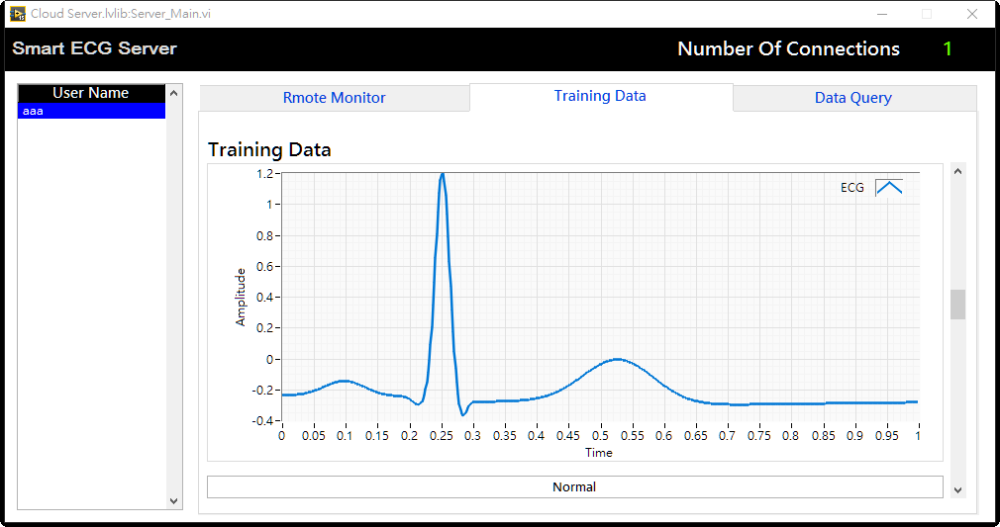 Cloud Server.lvlib:Server_Main.vi
Smart ECG Server
Number Of Connections 1
User Name
aaa
Rmote Monitor
Training Data
Data Query
Training Data
ECG
Amplitude
1.2
1
0.8
0.6
0.4
0.2
0
-0.2
-0.4
0 0.05 0.1 0.15 0.2 0.25 0.3 0.35 0.4 0.45 0.5 0.55 0.6 0.65 0.7 0.75 0.8 0.85 0.9 0.95 1
Time
Normal